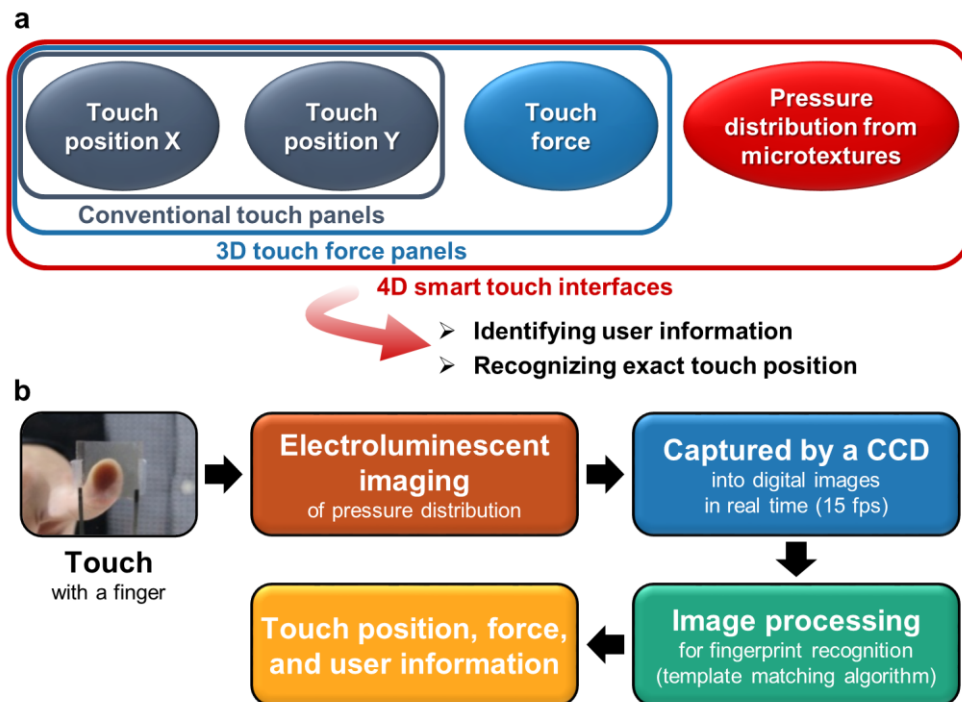 a
Touch
position X
Touch
position Y
Touch
force
Pressure
distribution from
microtextures
Conventional touch panels
3D touch force panels
4D smart touch interfaces
➢ Identifying user information
➢ Recognizing exact touch position
b
Touch
with a finger
Electroluminescent
imaging
of pressure distribution
Captured by a CCD
into digital images
in real time (15 fps)
Image processing
for fingerprint recognition
(template matching algorithm)
Touch position, force,
and user information